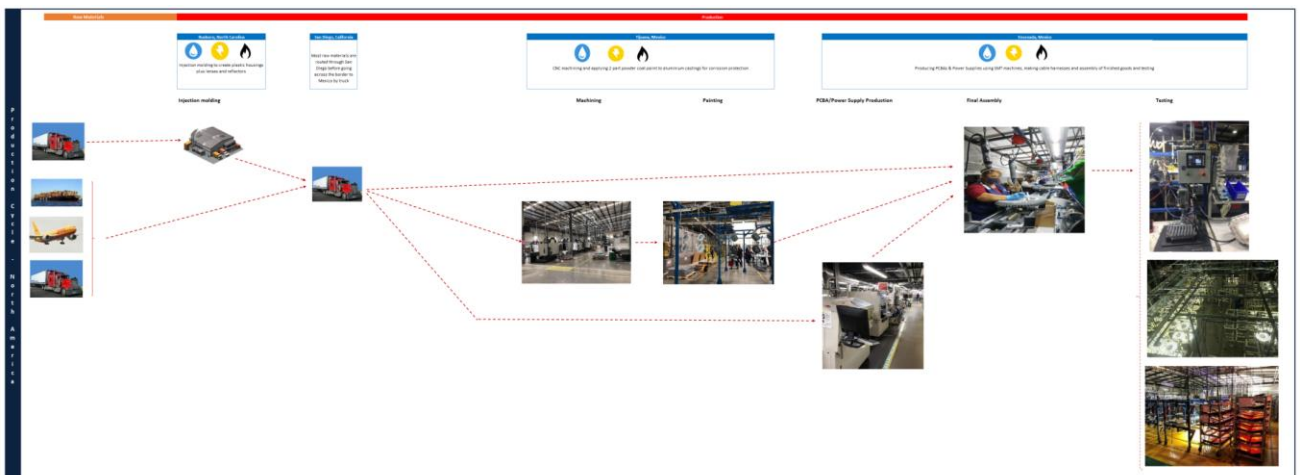 Raw Materials
Production
Roxboro, North Carolina
Injection molding to create plastic housings
plus lenses and reflectors
San Diego, California
Most raw materials are
routed through San
Diego before going
across the border to
Mexico by truck
Tijuana, Mexico
CNC machining and applying 2 part powder coat paint to aluminum castings for corrosion protection
Ensenada, Mexico
Producing PCBAs & Power Supplies using SMT machines, making cable harnesses and assembly of finished goods and testing
Injection molding
Machining
Painting
PCBA/Power Supply Production
Final Assembly
Testing
Production Cycle - North America